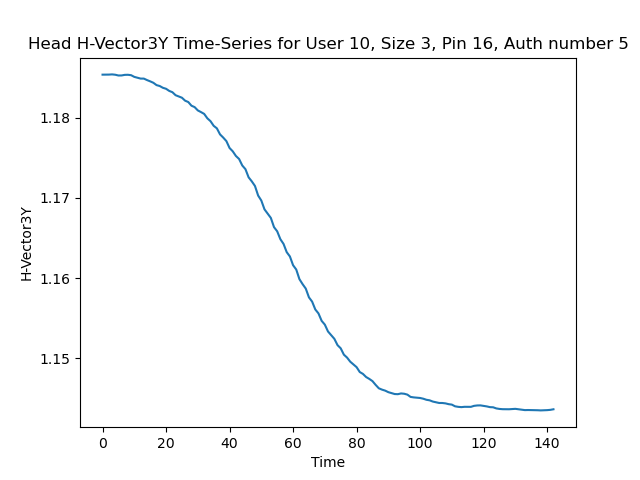 Head H-Vector3Y Time-Series for User 10, Size 3, Pin 16, Auth number 5
H-Vector3Y
1.18
1.17
1.16
1.15
0 20 40 60 80 100 120 140
Time